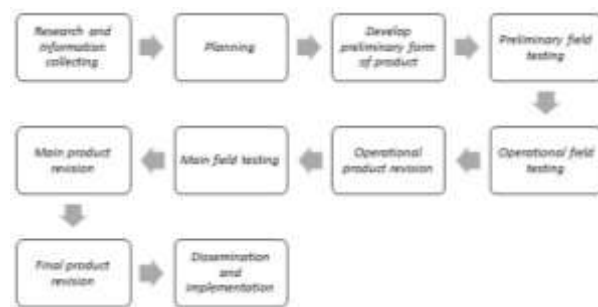 Research and
information
collecting
Planning
Develop
preliminary form
of product
Preliminary field
testing
Operational field
testing
Operational
product revision
Main field testing
Main product
revision
Final product
revision
Dissemination
and
implementation